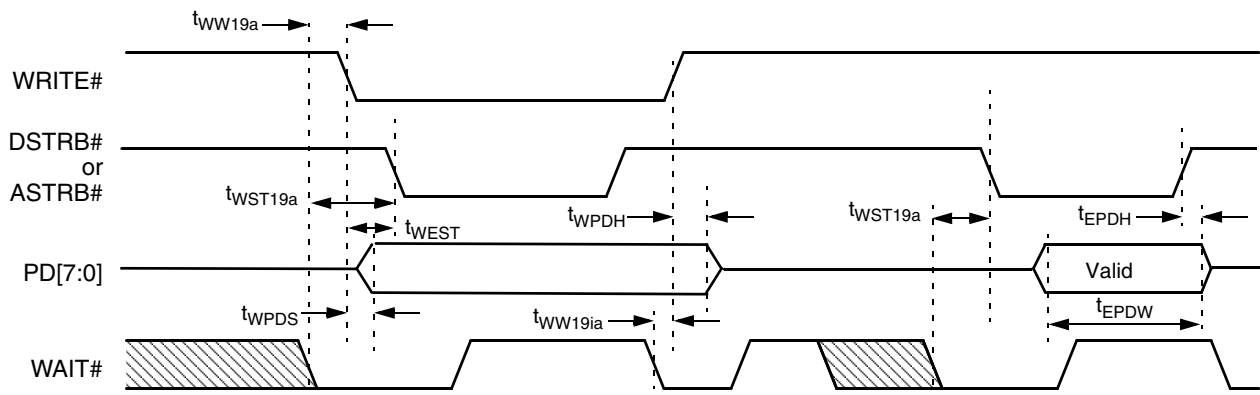 tWW19a
WRITE#
DSTRB#
or
ASTRB#
tWST19a
tWEST
tWPDH
tWST19a
tEPDH
PD[7:0]
Valid
tWPDS
tWW19ia
tEPDW
WAIT#